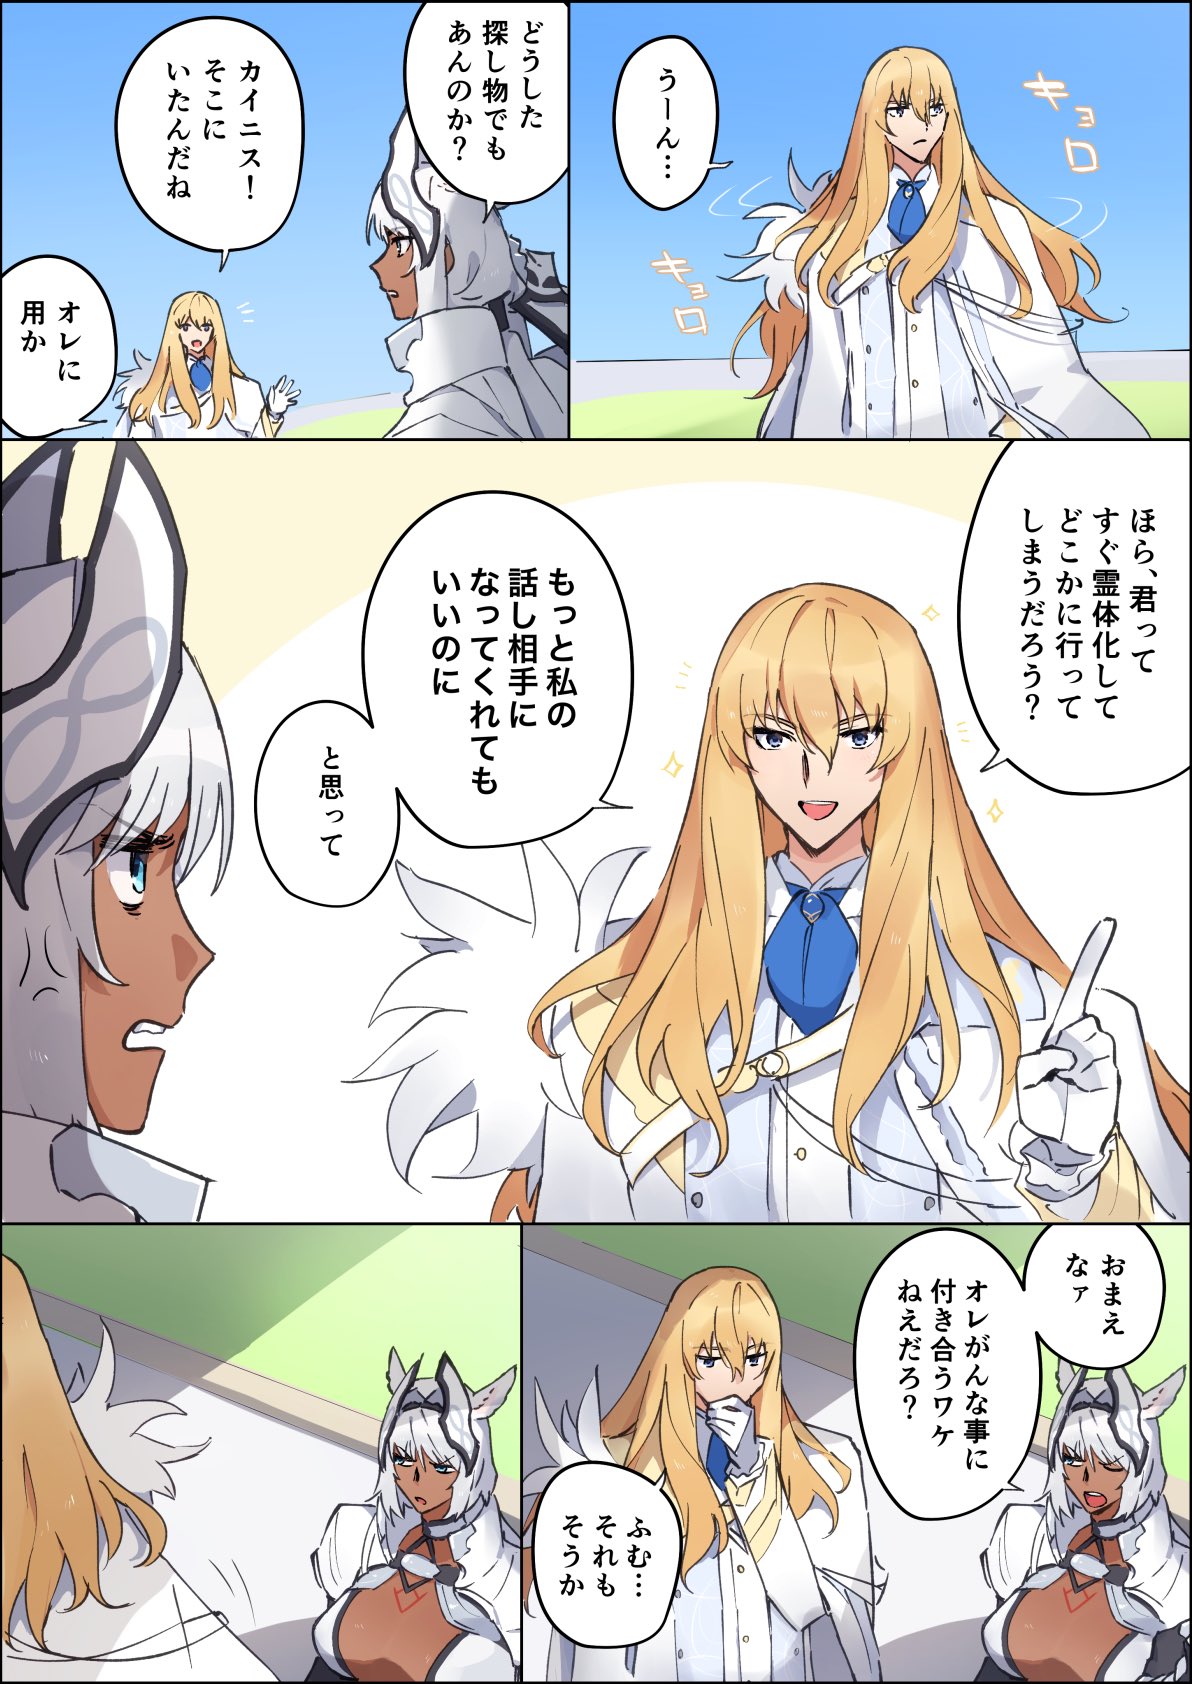 うーん…
キョロ
キョロ
どうした
探し物でも
あんのか?
カイニス!
そこに
いたんだね
オレに
用か
ほら、君って
すぐ霊体化して
どこかに行って
しまうだろう?
もっと私の
話し相手に
なってくれても
いいのに
と思って
おまえ
なァ
オレがんな事に
付き合うワケ
ねえだろ?
ふむ…
それも
そうか